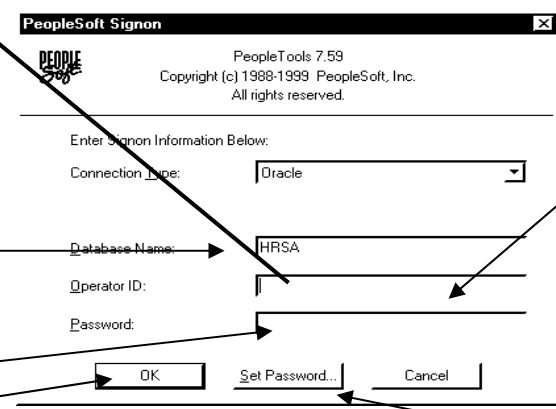 PeopleSoft Signon
PEOPLE
Soft
PeopleTools 7.59
Copyright (c) 1988-1999 PeopleSoft, Inc.
All rights reserved.
Enter Signon Information Below:
Connection Type: Oracle
Database Name: HRSA
Operator ID:
Password:
OK Set Password... Cancel